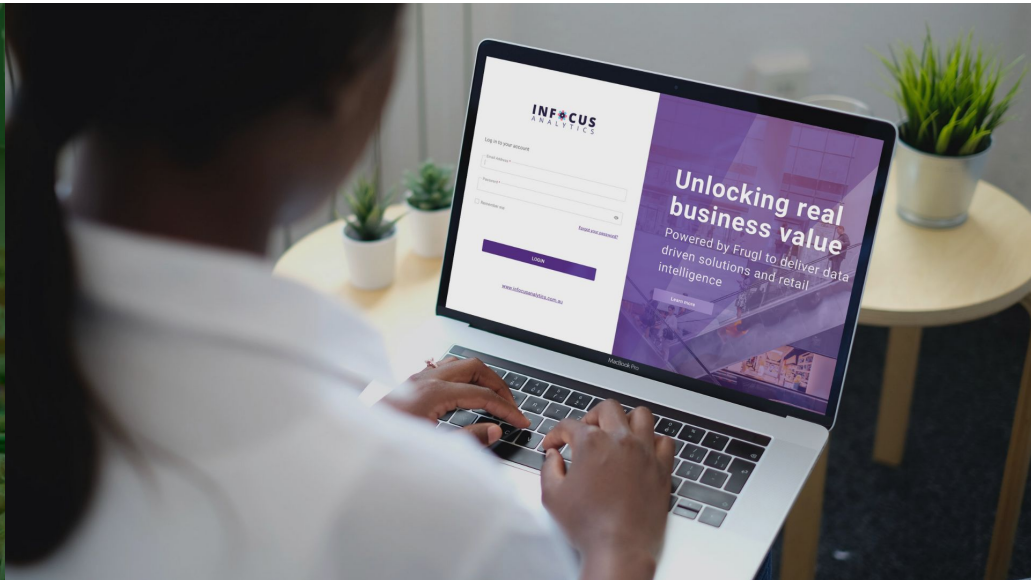 INFOCUS
ANALYTICS
Log in to your account
Email Address *
Password *
Remember me
Forgot your password?
LOGIN
www.infocusanalytics.com.au
Unlocking real
business value
Powered by Frugl to deliver data
driven solutions and retail
intelligence
Learn more
MacBook Pro